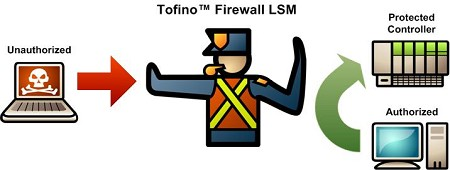 Tofino™ Firewall LSM
Unauthorized
Protected
Controller
Authorized